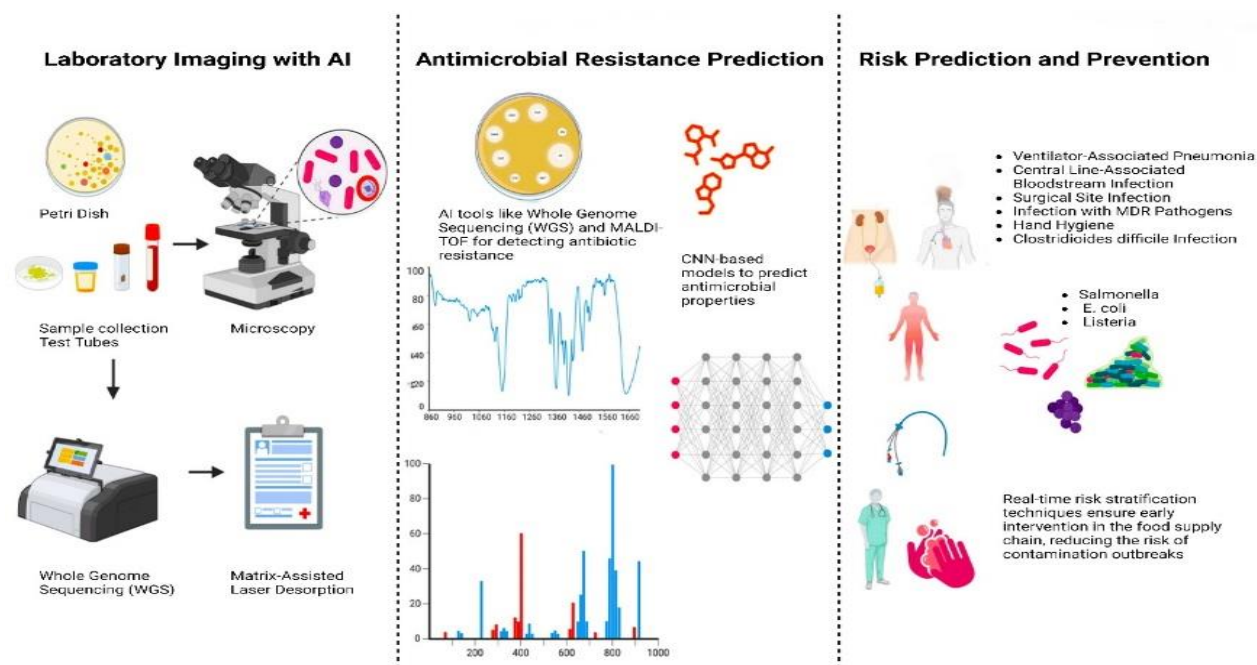 Laboratory Imaging with AI
Petri Dish
Sample collection
Test Tubes
Microscopy
Whole Genome
Sequencing (WGS)
Matrix-Assisted
Laser Desorption
Antimicrobial Resistance Prediction
AI tools like Whole Genome
Sequencing (WGS) and MALDI-
TOF for detecting antibiotic
resistance
CNN-based
models to predict
antimicrobial
properties
100
80
60
40
20
0
860 950 1060 1160 1260 1360 1460 1560 1660
100
80
60
40
20
0
200 400 600 800 1000
Risk Prediction and Prevention
• Ventilator-Associated Pneumonia
• Central Line-Associated
Bloodstream Infection
• Surgical Site Infection
• Infection with MDR Pathogens
• Hand Hygiene
• Clostridioides difficile Infection
• Salmonella
• E. coli
• Listeria
Real-time risk stratification
techniques ensure early
intervention in the food supply
chain, reducing the risk of
contamination outbreaks